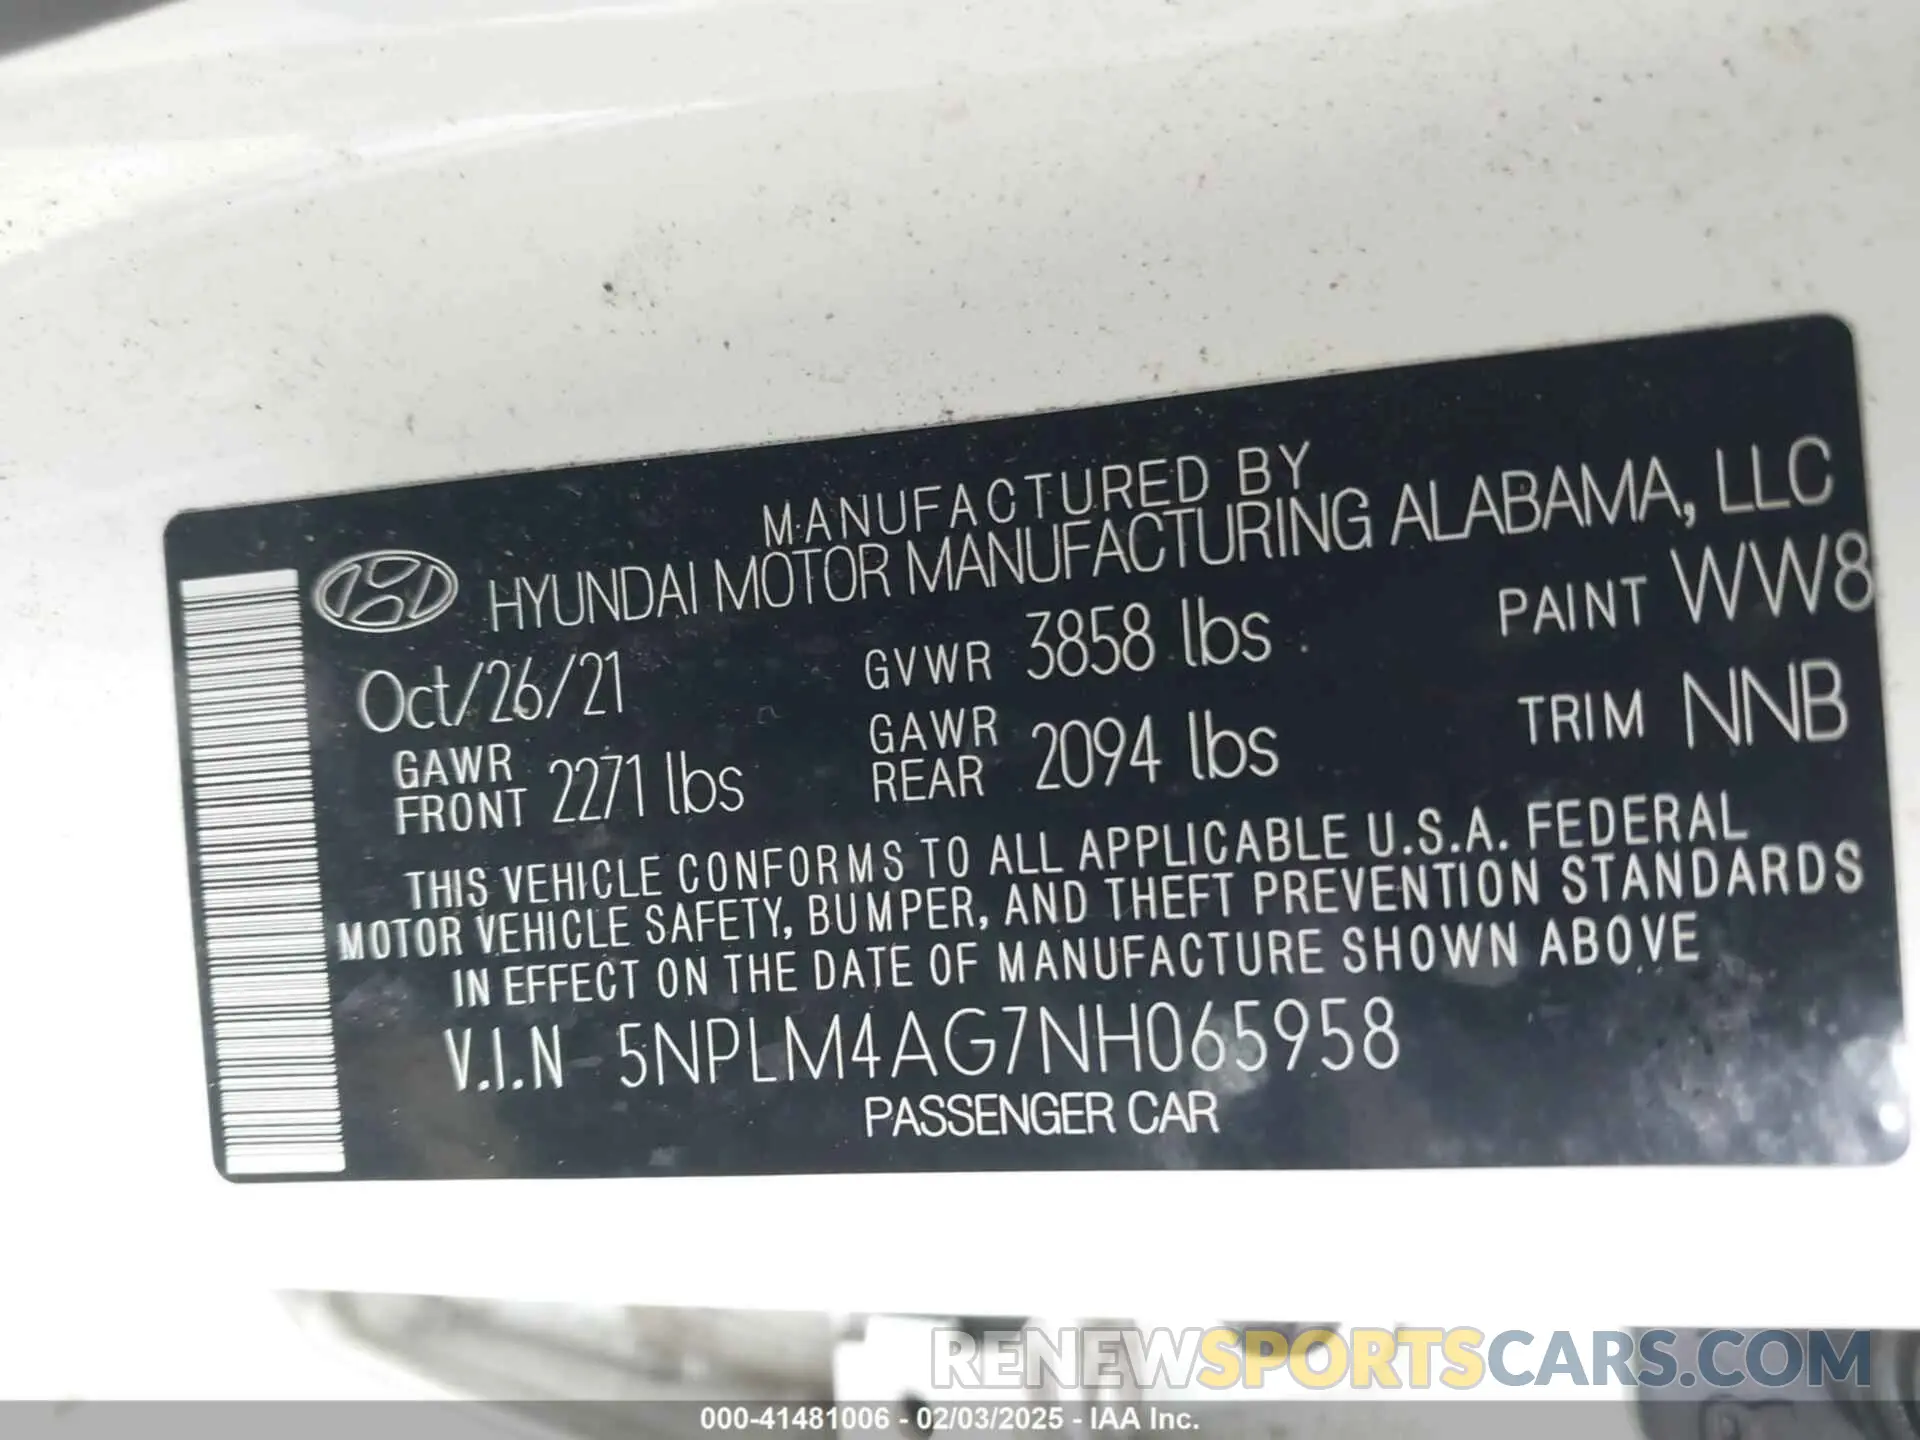 MANUFACTURED BY
HYUNDAI MOTOR MANUFACTURING ALABAMA, LLC
Oct/26/21 GVWR 3858 lbs PAINT WW8
GAWR FRONT 2271 lbs GAWR REAR 2094 lbs TRIM NNB
THIS VEHICLE CONFORMS TO ALL APPLICABLE U.S.A. FEDERAL
MOTOR VEHICLE SAFETY, BUMPER, AND THEFT PREVENTION STANDARDS
IN EFFECT ON THE DATE OF MANUFACTURE SHOWN ABOVE
V.I.N 5NPLM4AG7NH065958
PASSENGER CAR
RENEWSPORTSCARS.COM
000-41481006 - 02/03/2025 - IAA Inc.